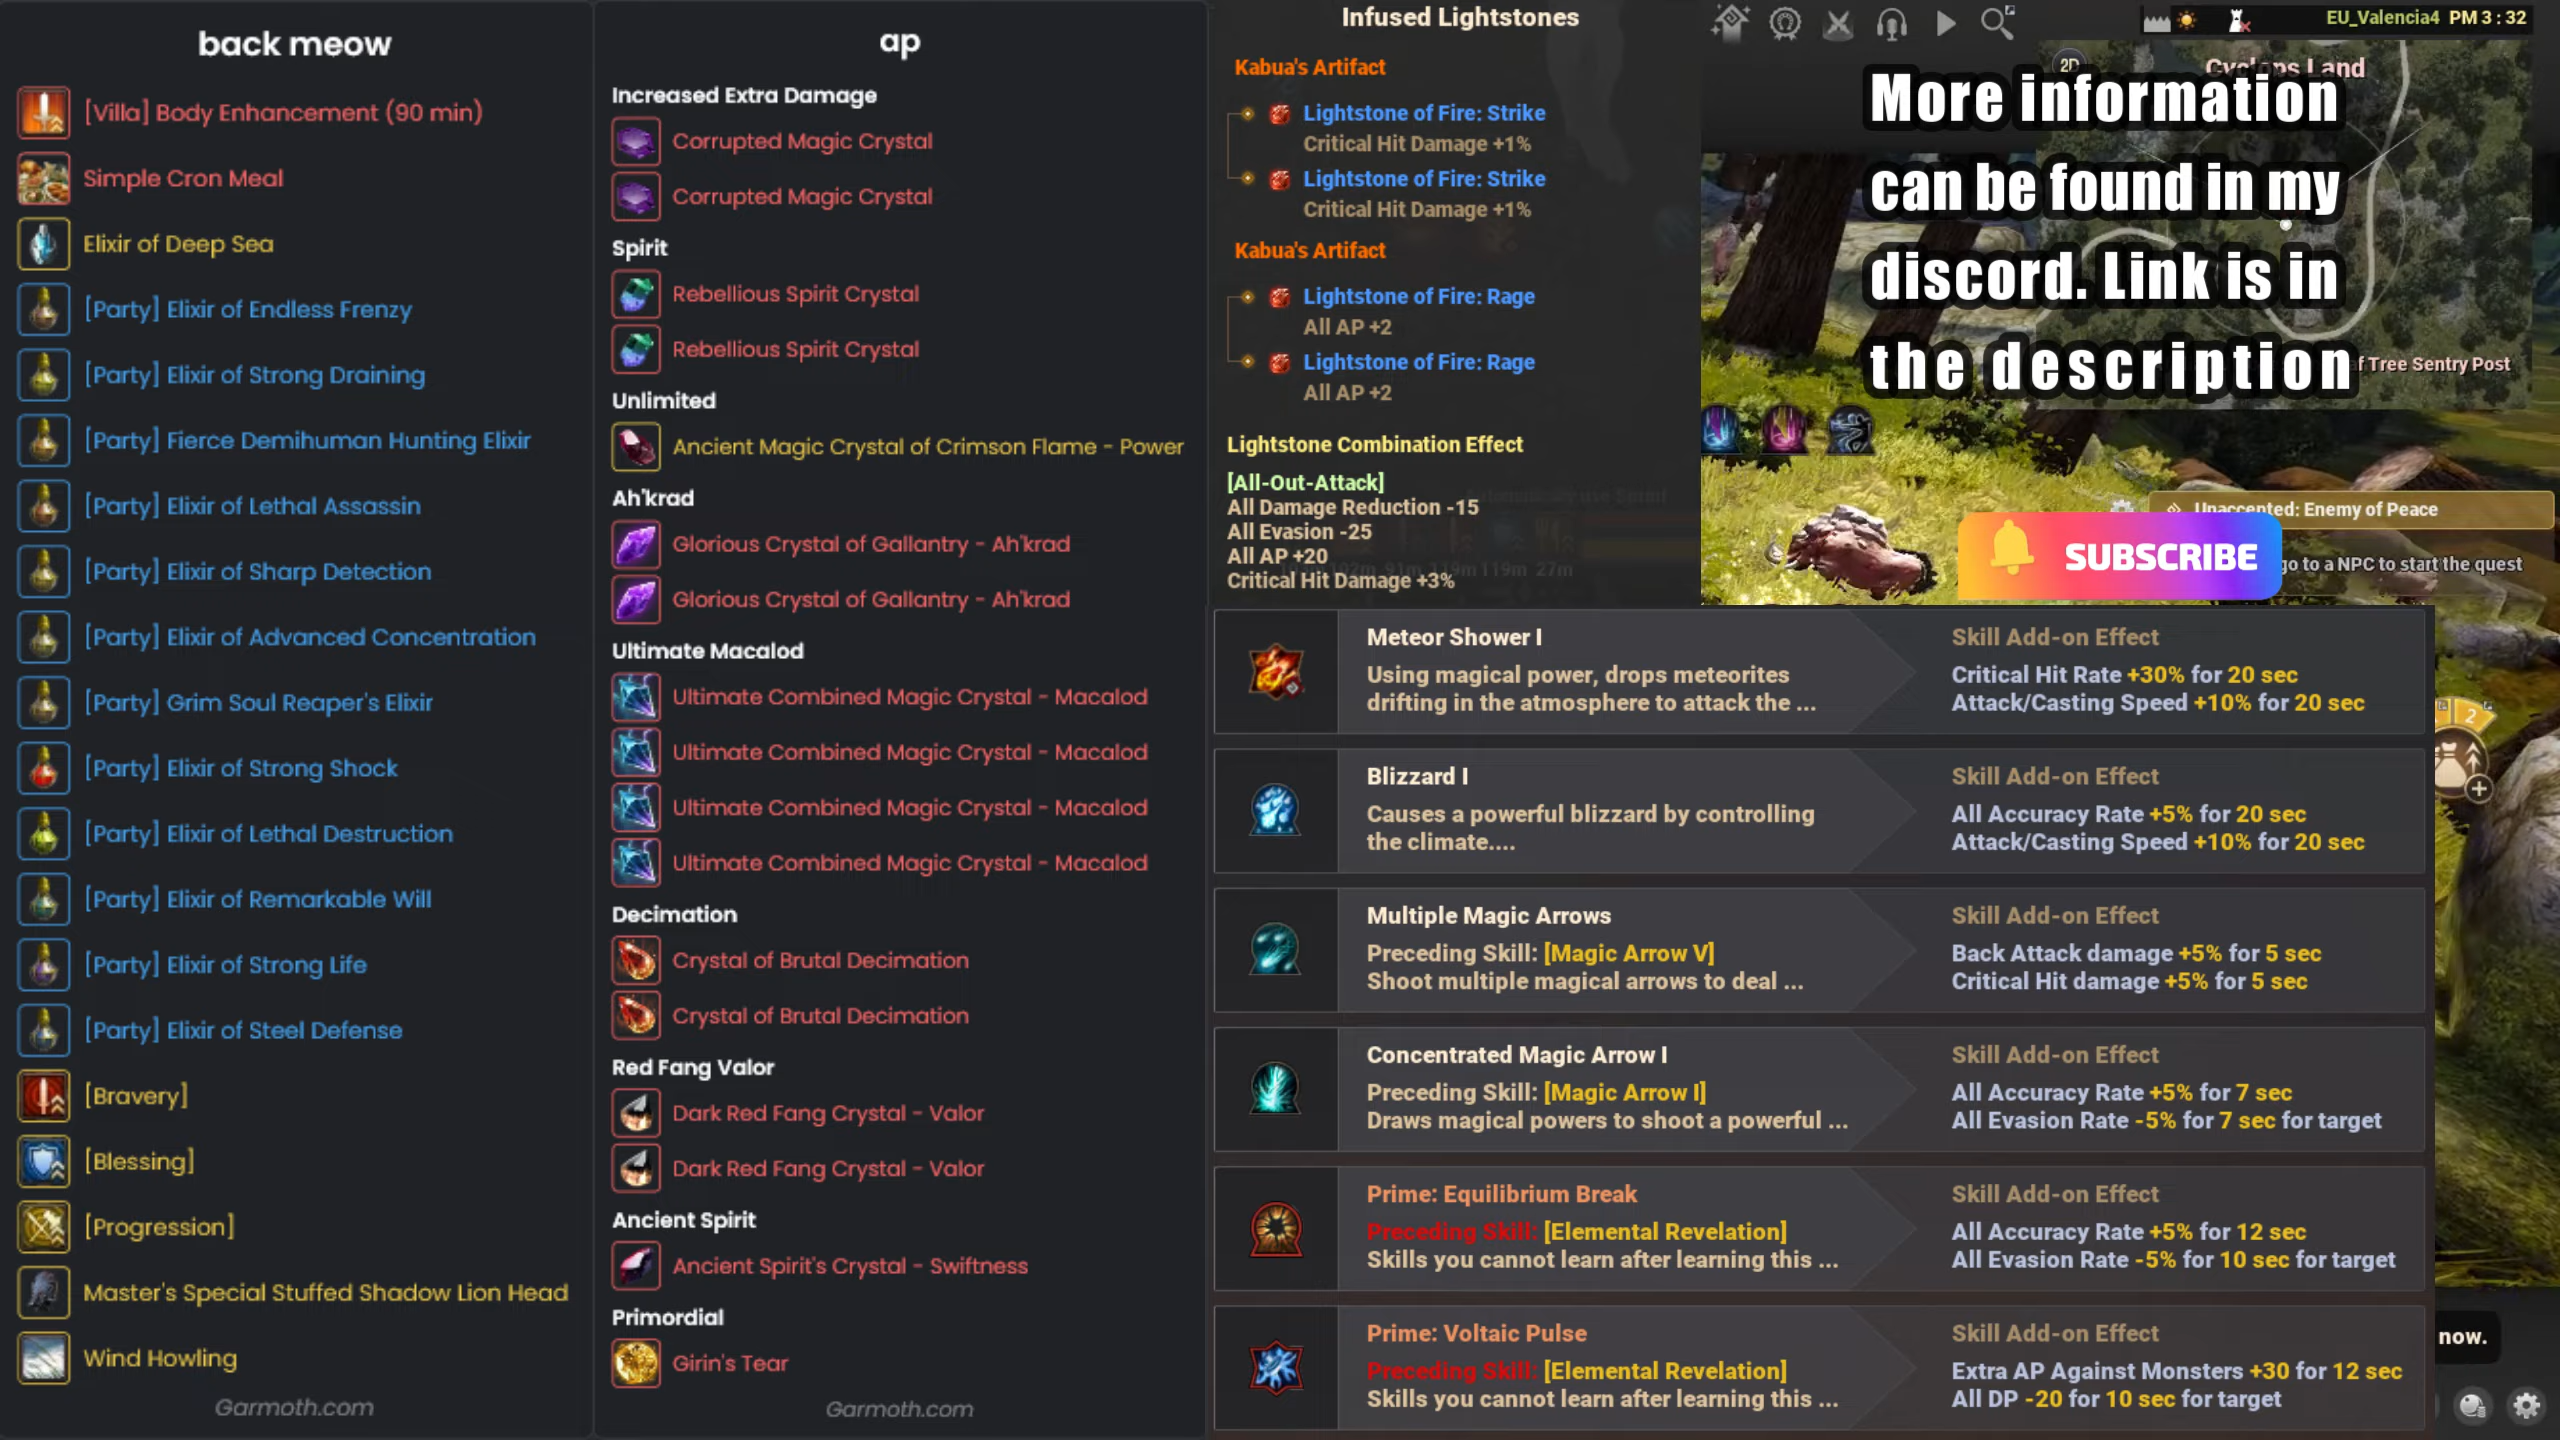 back meow
[Villa] Body Enhancement (90 min)
Simple Cron Meal
Elixir of Deep Sea
[Party] Elixir of Endless Frenzy
[Party] Elixir of Strong Draining
[Party] Fierce Demihuman Hunting Elixir
[Party] Elixir of Lethal Assassin
[Party] Elixir of Sharp Detection
[Party] Elixir of Advanced Concentration
[Party] Grim Soul Reaper's Elixir
[Party] Elixir of Strong Shock
[Party] Elixir of Lethal Destruction
[Party] Elixir of Remarkable Will
[Party] Elixir of Strong Life
[Party] Elixir of Steel Defense
[Bravery]
[Blessing]
[Progression]
Master's Special Stuffed Shadow Lion Head
Wind Howling
Garmoth.com
ap
Increased Extra Damage
Corrupted Magic Crystal
Corrupted Magic Crystal
Spirit
Rebellious Spirit Crystal
Rebellious Spirit Crystal
Unlimited
Ancient Magic Crystal of Crimson Flame - Power
Ah'krad
Glorious Crystal of Gallantry - Ah'krad
Glorious Crystal of Gallantry - Ah'krad
Ultimate Macalod
Ultimate Combined Magic Crystal - Macalod
Ultimate Combined Magic Crystal - Macalod
Ultimate Combined Magic Crystal - Macalod
Ultimate Combined Magic Crystal - Macalod
Decimation
Crystal of Brutal Decimation
Crystal of Brutal Decimation
Red Fang Valor
Dark Red Fang Crystal - Valor
Dark Red Fang Crystal - Valor
Ancient Spirit
Ancient Spirit's Crystal - Swiftness
Primordial
Girin's Tear
Garmoth.com
Infused Lightstones
Kabua's Artifact
Lightstone of Fire: Strike
Critical Hit Damage +1%
Lightstone of Fire: Strike
Critical Hit Damage +1%
Kabua's Artifact
Lightstone of Fire: Rage
All AP +2
Lightstone of Fire: Rage
All AP +2
Lightstone Combination Effect
[All-Out-Attack]
All Damage Reduction -15
All Evasion -25
All AP +20
Critical Hit Damage +3%
91m 119m 119m 27m
EU_Valencia4 PM 3 : 32
2D
Cyclops Land
More information
can be found in my
discord. Link is in
the description
f Tree Sentry Post
Unaccepted: Enemy of Peace
SUBSCRIBE
go to a NPC to start the quest
2
Meteor Shower I
Using magical power, drops meteorites
drifting in the atmosphere to attack the ...
Skill Add-on Effect
Critical Hit Rate +30% for 20 sec
Attack/Casting Speed +10% for 20 sec
Blizzard I
Causes a powerful blizzard by controlling
the climate....
Skill Add-on Effect
All Accuracy Rate +5% for 20 sec
Attack/Casting Speed +10% for 20 sec
Multiple Magic Arrows
Preceding Skill: [Magic Arrow V]
Shoot multiple magical arrows to deal ...
Skill Add-on Effect
Back Attack damage +5% for 5 sec
Critical Hit damage +5% for 5 sec
Concentrated Magic Arrow I
Preceding Skill: [Magic Arrow I]
Draws magical powers to shoot a powerful ...
Skill Add-on Effect
All Accuracy Rate +5% for 7 sec
All Evasion Rate -5% for 7 sec for target
Prime: Equilibrium Break
Preceding Skill: [Elemental Revelation]
Skills you cannot learn after learning this ...
Skill Add-on Effect
All Accuracy Rate +5% for 12 sec
All Evasion Rate -5% for 10 sec for target
Prime: Voltaic Pulse
Preceding Skill: [Elemental Revelation]
Skills you cannot learn after learning this ...
Skill Add-on Effect
Extra AP Against Monsters +30 for 12 sec
All DP -20 for 10 sec for target
now.